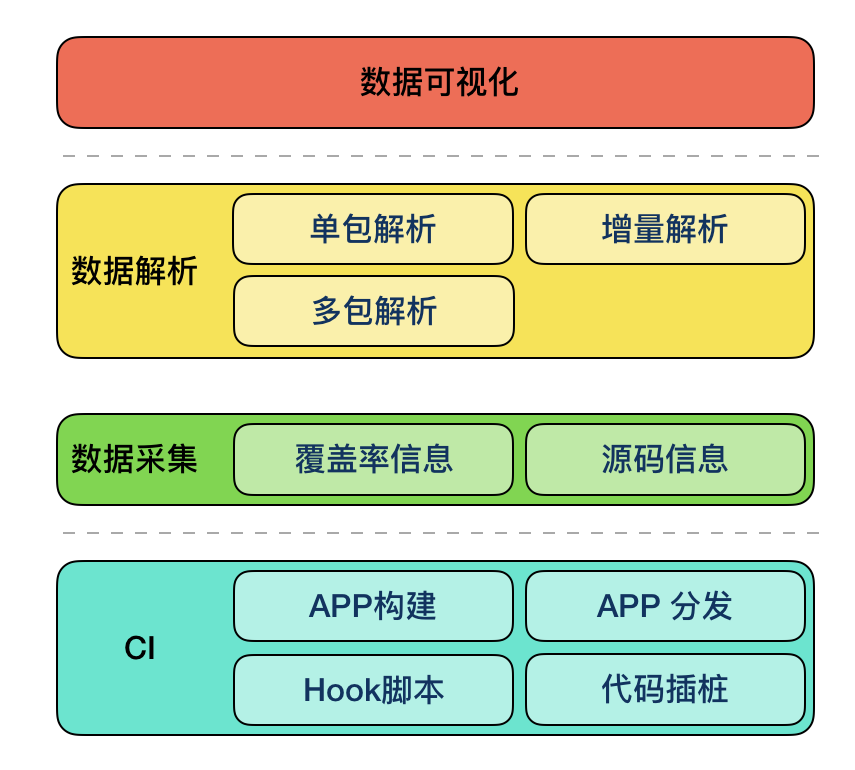 数据可视化
数据解析
单包解析
增量解析
多包解析
数据采集
覆盖率信息
源码信息
CI
APP构建
APP 分发
Hook脚本
代码插桩